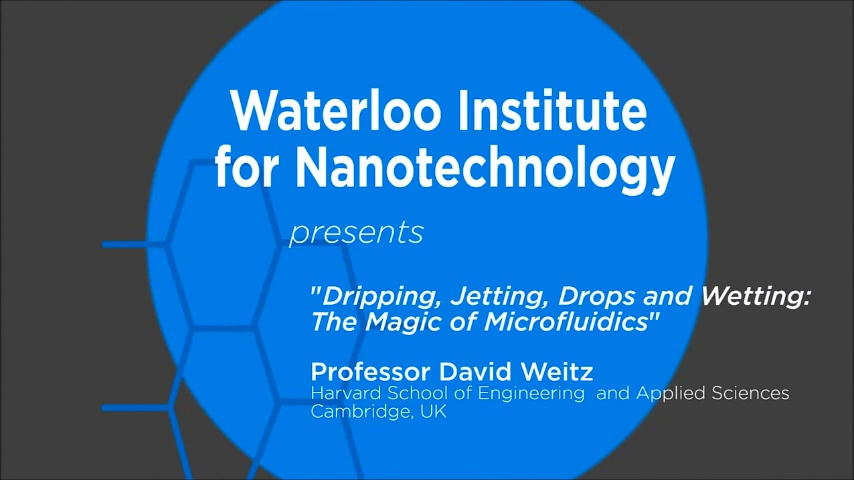 Waterloo Institute
for Nanotechnology
presents
"Dripping, Jetting, Drops and Wetting:
The Magic of Microfluidics"
Professor David Weitz
Harvard School of Engineering  and Applied Sciences
Cambridge, UK